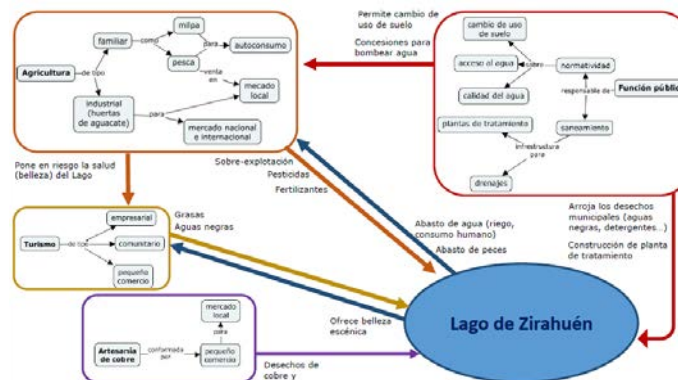 Agricultura
de tipo
familiar
como
milpa
pesca
para
autoconsumo
venta
en
mecado
local
industrial
(huertas
de aguacate)
para
mercado nacional
e internacional
Permite cambio de
uso de suelo
Concesiones para
bombear agua
cambio de uso
de suelo
acceso al agua
sobre
normatividad
calidad del agua
responsable de
Función pública
plantas de tratamiento
saneamiento
infraestructura
para
drenajes
Pone en riesgo la salud
(belleza) del Lago
Sobre-explotación
Pesticidas
Fertilizantes
Arroja los desechos
municipales (aguas
negras, detergentes...)
Construcción de planta
de tratamiento
Turismo
de tipo
empresarial
comunitario
pequeño
comercio
Grasas
Aguas negras
Abasto de agua (riego,
consumo humano)
Abasto de peces
Ofrece belleza
escénica
Lago de Zirahuén
Artesanía
de cobre
conformada
por
pequeño
comercio
para
mercado
local
Desechos de
cobre y